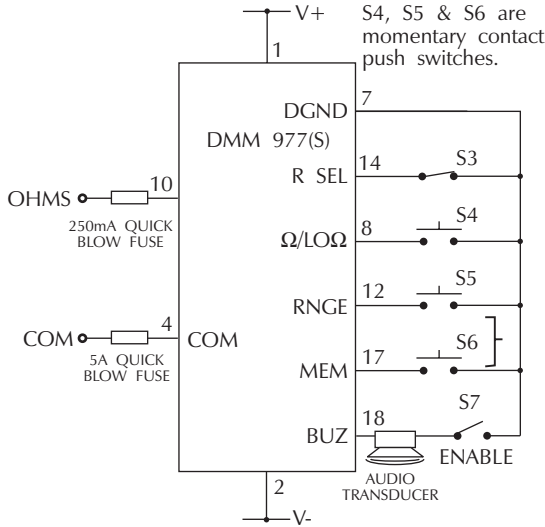 V+
S4, S5 & S6 are
momentary contact
push switches.
1
7
DGND
DMM 977(S)
14
S3
R SEL
10
OHMS
250mA QUICK
BLOW FUSE
8
S4
Ω/LOΩ
12
S5
RNGE
4
COM
COM
5A QUICK
BLOW FUSE
17
S6
MEM
18
S7
BUZ
ENABLE
AUDIO
TRANSDUCER
2
V-